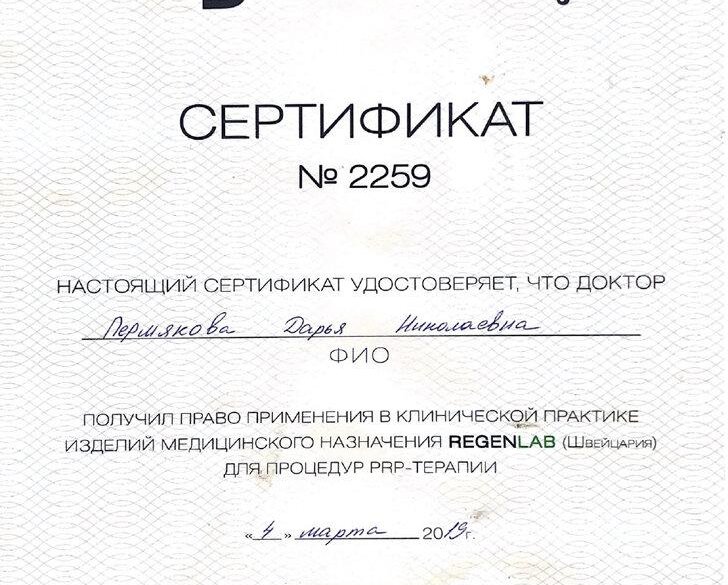 СЕРТИФИКАТ
№ 2259
НАСТОЯЩИЙ СЕРТИФИКАТ УДОСТОВЕРЯЕТ, ЧТО ДОКТОР
Пермякова Дарья Николаевна
ФИО
ПОЛУЧИЛ ПРАВО ПРИМЕНЕНИЯ В КЛИНИЧЕСКОЙ ПРАКТИКЕ
ИЗДЕЛИЙ МЕДИЦИНСКОГО НАЗНАЧЕНИЯ REGENLAB (ШВЕЙЦАРИЯ)
ДЛЯ ПРОЦЕДУР PRP-ТЕРАПИИ
« 4 » марта 2019г.